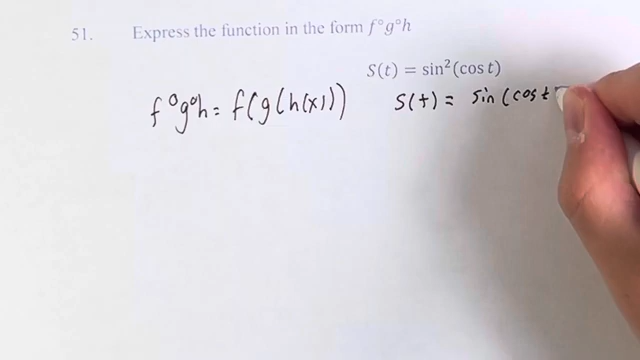 51. Express the function in the form f°g°h
S(t) = sin²(cos t)
f°g°h = f(g(h(x))) S(t) = sin(cos t